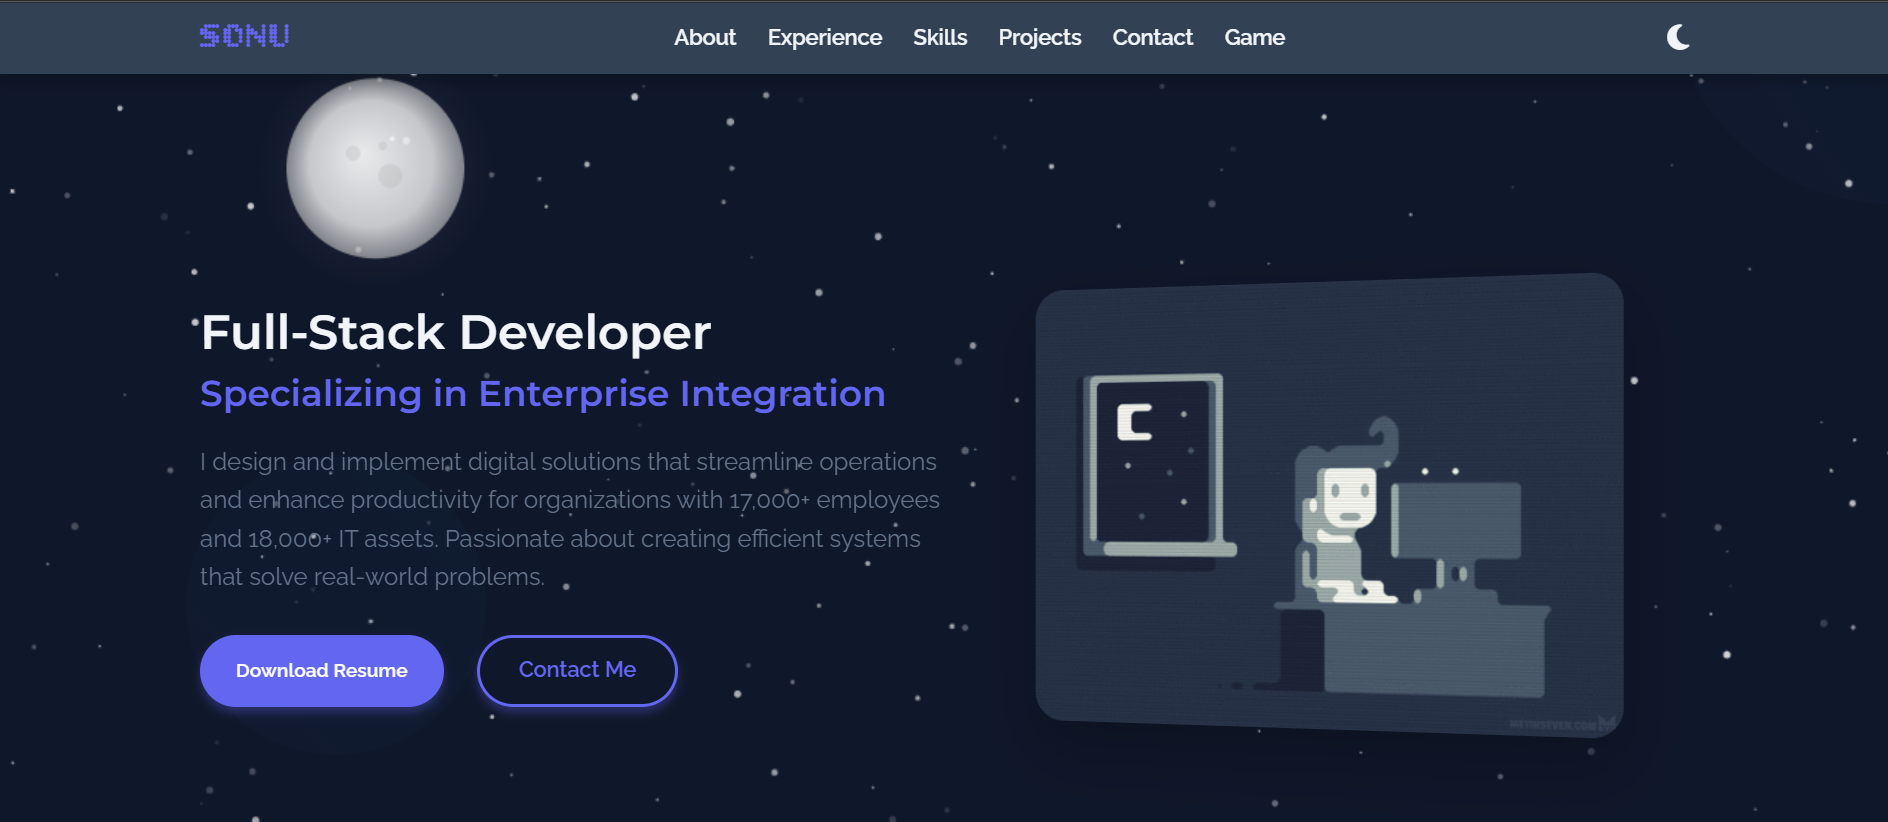 SONU
About Experience Skills Projects Contact Game
Full-Stack Developer
Specializing in Enterprise Integration
I design and implement digital solutions that streamline operations
and enhance productivity for organizations with 17,000+ employees
and 18,000+ IT assets. Passionate about creating efficient systems
that solve real-world problems.
Download Resume
Contact Me
METINSEVEN.COM